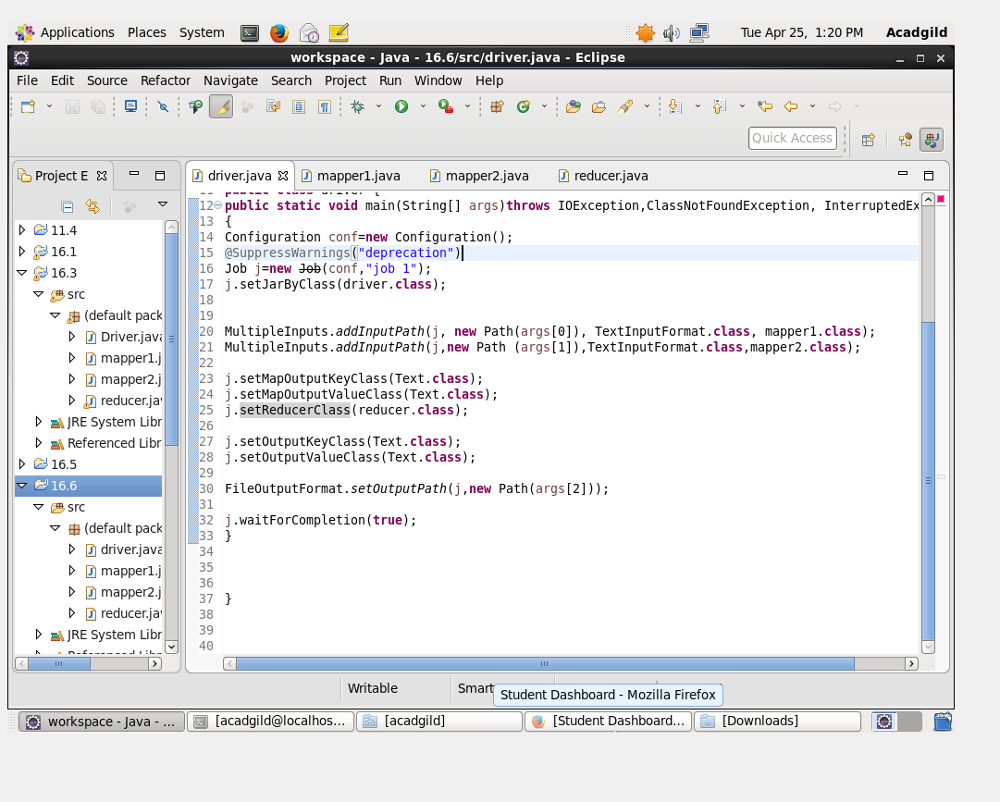 Applications Places System
Tue Apr 25, 1:20 PM Acadgild
workspace - Java - 16.6/src/driver.java - Eclipse
File Edit Source Refactor Navigate Search Project Run Window Help
Quick Access
Project E
driver.java mapper1.java mapper2.java reducer.java
11.4
16.1
16.3
src
(default pack
Driver.java
mapper1.j
mapper2.j
reducer.jav
JRE System Libr
Referenced Libr
16.5
16.6
src
(default pack
driver.java
mapper1.j
mapper2.j
reducer.jav
JRE System Libr
Referenced Libr
11 public class driver {
12 public static void main(String[] args)throws IOException,ClassNotFoundException, InterruptedEx
13 {
14 Configuration conf=new Configuration();
15 @SuppressWarnings("deprecation")
16 Job j=new Job(conf,"job 1");
17 j.setJarByClass(driver.class);
18
19
20 MultipleInputs.addInputPath(j, new Path(args[0]), TextInputFormat.class, mapper1.class);
21 MultipleInputs.addInputPath(j,new Path (args[1]),TextInputFormat.class,mapper2.class);
22
23 j.setMapOutputKeyClass(Text.class);
24 j.setMapOutputValueClass(Text.class);
25 j.setReducerClass(reducer.class);
26
27 j.setOutputKeyClass(Text.class);
28 j.setOutputValueClass(Text.class);
29
30 FileOutputFormat.setOutputPath(j,new Path(args[2]));
31
32 j.waitForCompletion(true);
33 }
34
35
36
37 }
38
39
40
Writable Smart
Student Dashboard - Mozilla Firefox
workspace - Java - ... [acadgild@localhos... [acadgild] [Student Dashboard... [Downloads]